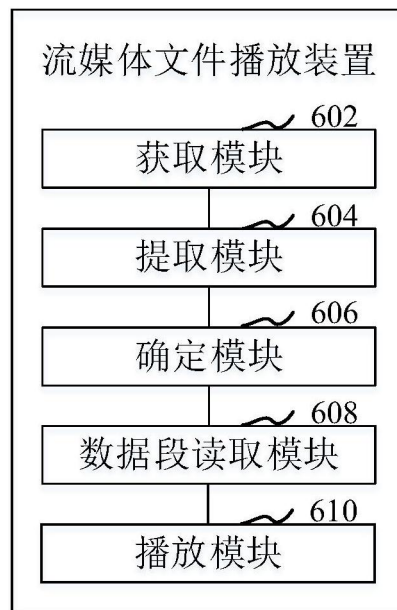 流媒体文件播放装置
602
获取模块
604
提取模块
606
确定模块
608
数据段读取模块
610
播放模块